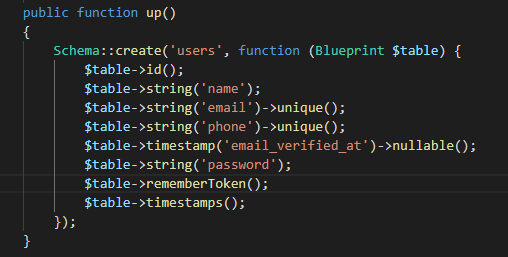 public function up()
{
    Schema::create('users', function (Blueprint $table) {
        $table->id();
        $table->string('name');
        $table->string('email')->unique();
        $table->string('phone')->unique();
        $table->timestamp('email_verified_at')->nullable();
        $table->string('password');
        $table->rememberToken();
        $table->timestamps();
    });
}